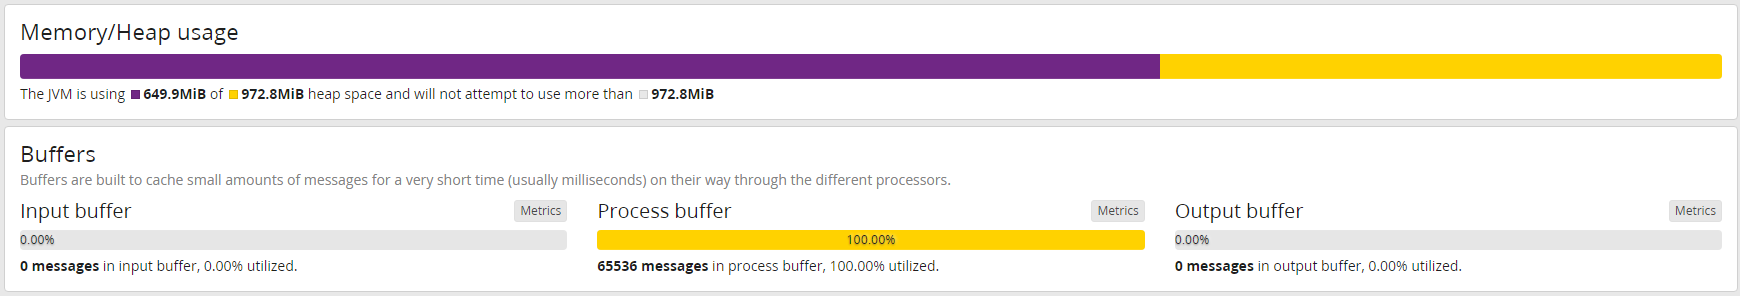 Memory/Heap usage
The JVM is using 649.9MiB of 972.8MiB heap space and will not attempt to use more than 972.8MiB
Buffers
Buffers are built to cache small amounts of messages for a very short time (usually milliseconds) on their way through the different processors.
Input buffer Metrics
0.00%
0 messages in input buffer, 0.00% utilized.
Process buffer Metrics
100.00%
65536 messages in process buffer, 100.00% utilized.
Output buffer Metrics
0.00%
0 messages in output buffer, 0.00% utilized.